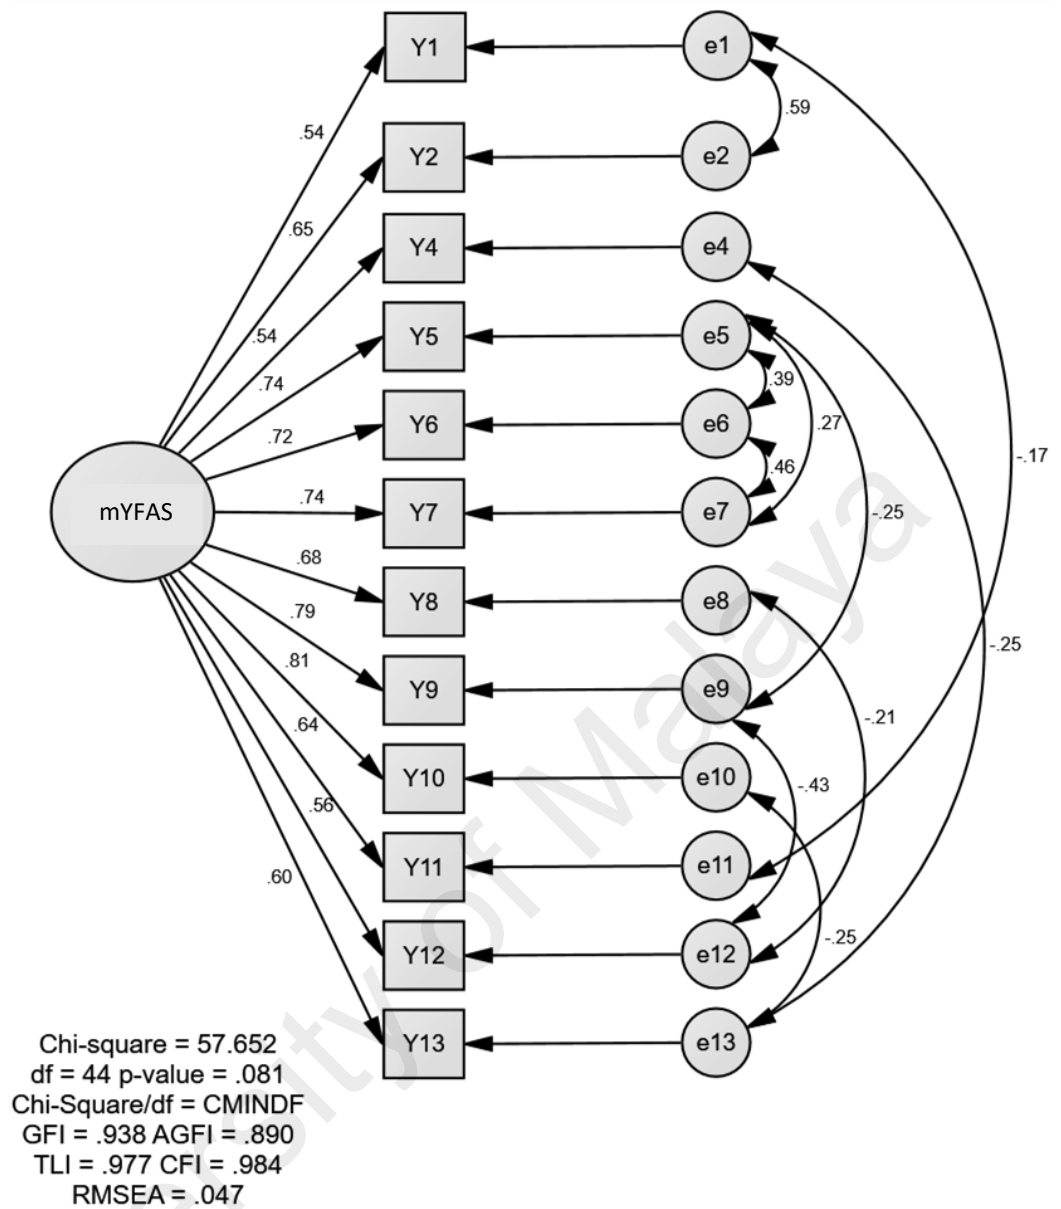 Y1 e1
.59
.54
Y2 e2
.65
Y4 e4
.54
Y5 e5
.74
.39
.72
Y6 e6
.27
-.17
.46
.74
mYFAS
Y7 e7
-.25
.68
Y8 e8
.79
-.25
.81
Y9 e9
-.21
.64
Y10 e10
-.43
.56
Y11 e11
.60
-.25
Y12 e12
Y13 e13
Chi-square = 57.652
df = 44 p-value = .081
Chi-Square/df = CMINDF
GFI = .938 AGFI = .890
TLI = .977 CFI = .984
RMSEA = .047
ersity of Malaya